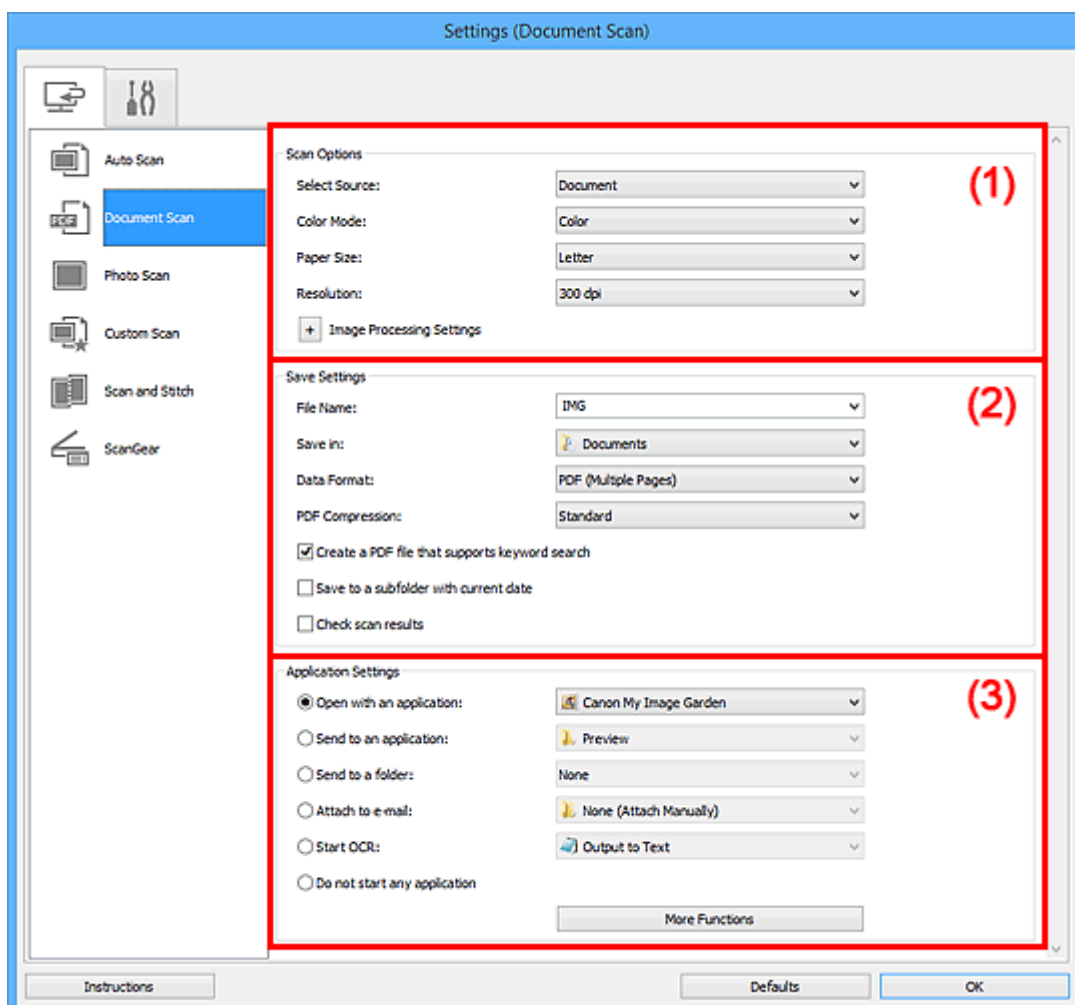 Settings (Document Scan)
Auto Scan
Document Scan
Photo Scan
Custom Scan
Scan and Stitch
ScanGear
Scan Options
(1)
Select Source: Document
Color Mode: Color
Paper Size: Letter
Resolution: 300 dpi
+ Image Processing Settings
Save Settings
(2)
File Name: IMG
Save in: Documents
Data Format: PDF (Multiple Pages)
PDF Compression: Standard
Create a PDF file that supports keyword search
Save to a subfolder with current date
Check scan results
Application Settings
(3)
Open with an application: Canon My Image Garden
Send to an application: Preview
Send to a folder: None
Attach to e-mail: None (Attach Manually)
Start OCR: Output to Text
Do not start any application
More Functions
Instructions Defaults OK